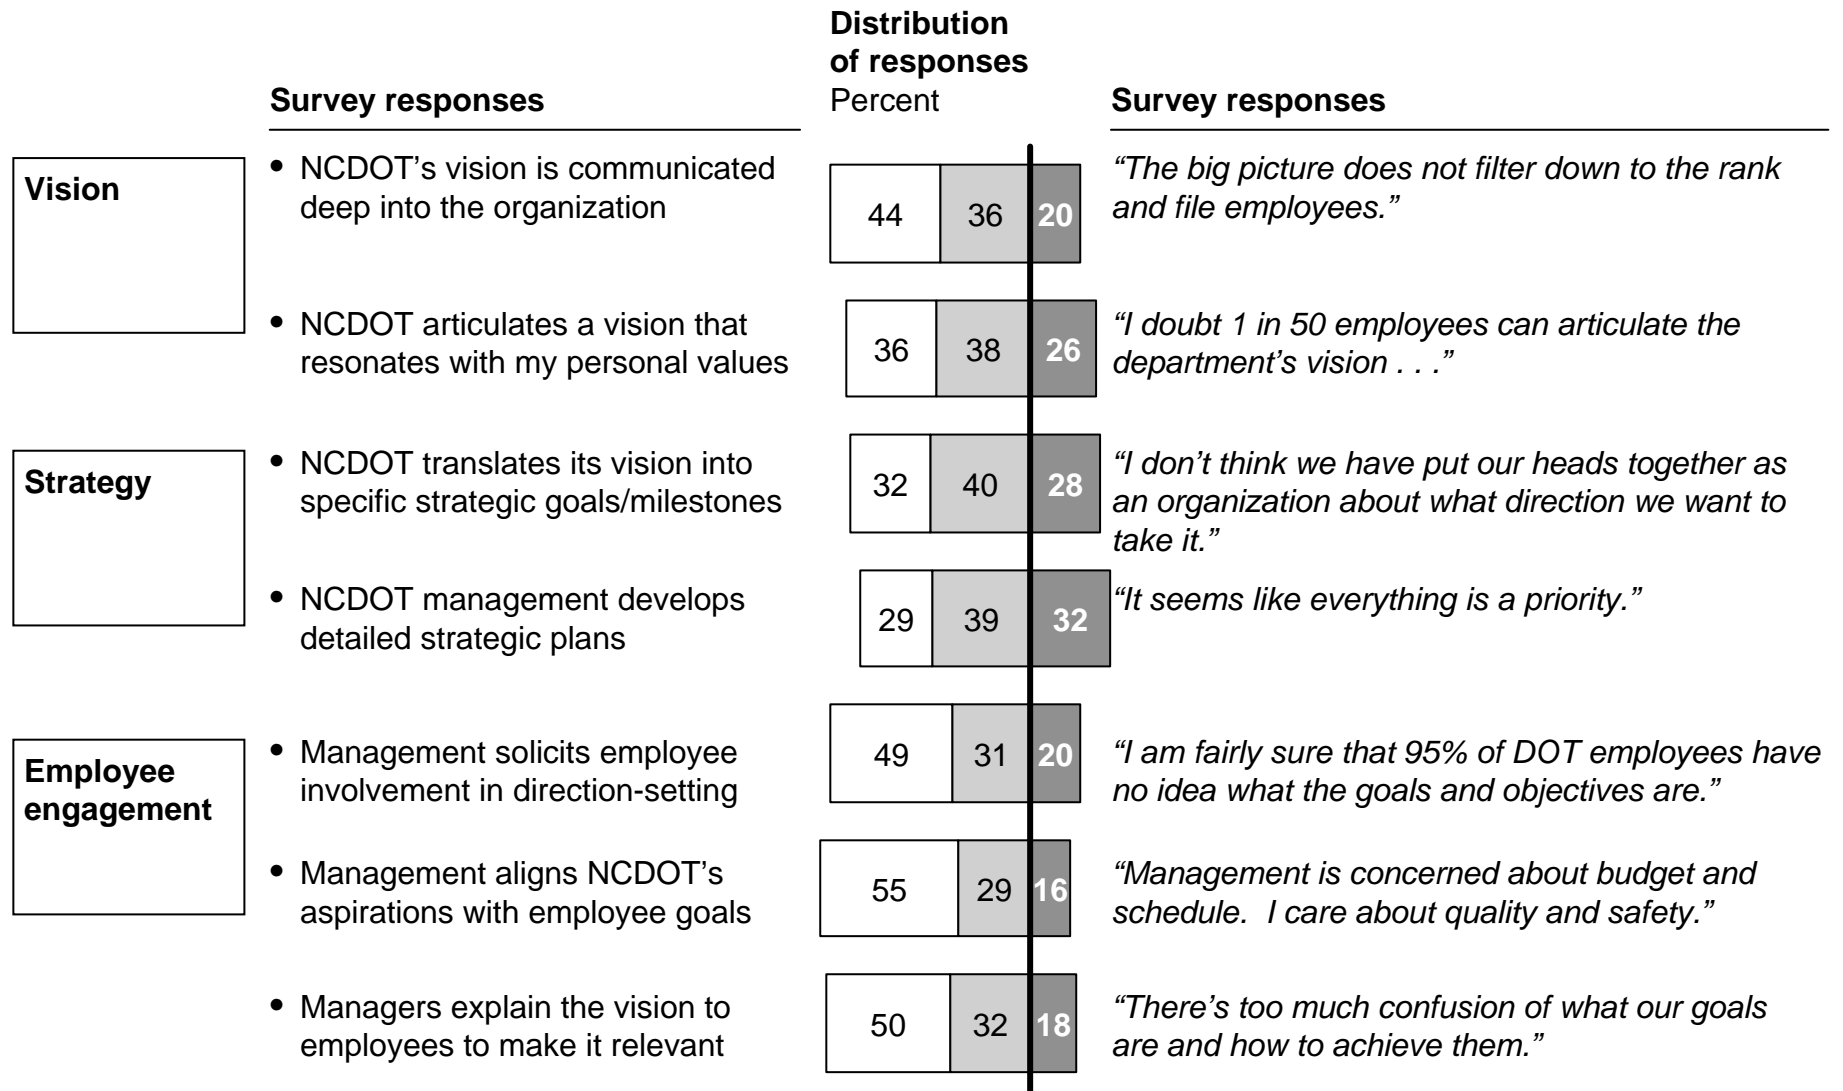 Distribution
of responses
Survey responses
Percent
Survey responses
Vision
• NCDOT’s vision is communicated
deep into the organization
44 36 20
“The big picture does not filter down to the rank
and file employees.”
• NCDOT articulates a vision that
resonates with my personal values
36 38 26
“I doubt 1 in 50 employees can articulate the
department’s vision . . .”
Strategy
• NCDOT translates its vision into
specific strategic goals/milestones
32 40 28
“I don’t think we have put our heads together as
an organization about what direction we want to
take it.”
• NCDOT management develops
detailed strategic plans
29 39 32
“It seems like everything is a priority.”
Employee
engagement
• Management solicits employee
involvement in direction-setting
49 31 20
“I am fairly sure that 95% of DOT employees have
no idea what the goals and objectives are.”
• Management aligns NCDOT’s
aspirations with employee goals
55 29 16
“Management is concerned about budget and
schedule.  I care about quality and safety.”
• Managers explain the vision to
employees to make it relevant
50 32 18
“There’s too much confusion of what our goals
are and how to achieve them.”